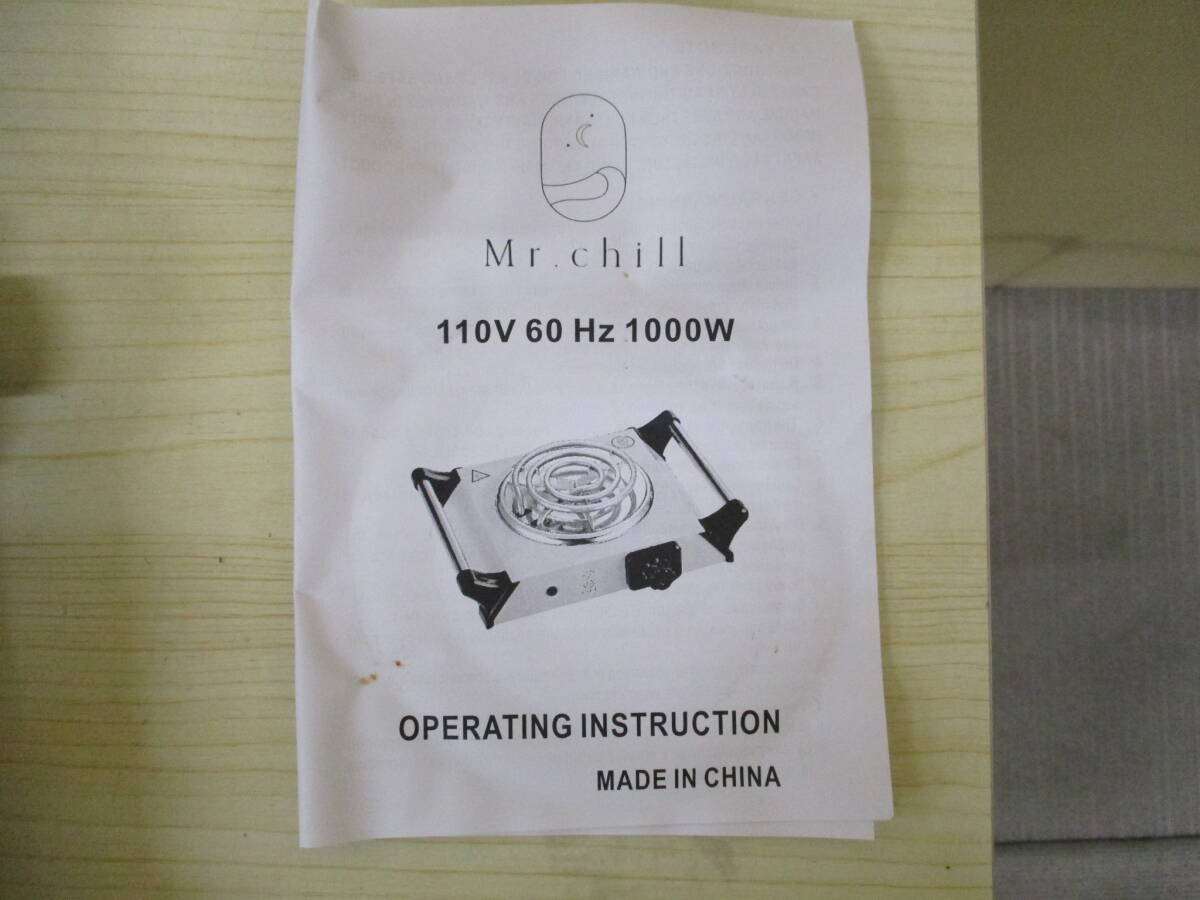 Mr.chill
110V 60 Hz 1000W
OPERATING INSTRUCTION
MADE IN CHINA